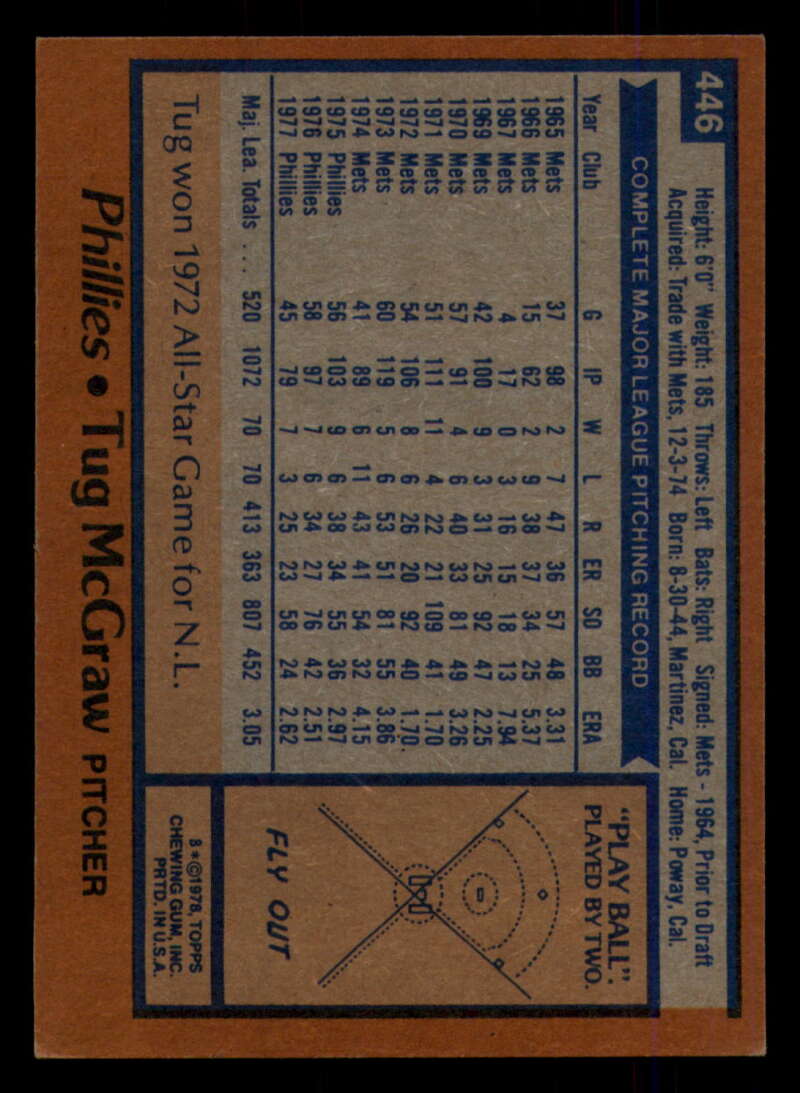 446
Height: 6'0" Weight: 185 Throws: Left Bats: Right Signed: Mets - 1964, Prior to Draft
Acquired: Trade with Mets, 12-3-74 Born: 8-30-44, Martinez, Cal. Home: Poway, Cal.
COMPLETE MAJOR LEAGUE PITCHING RECORD
Year Club G IP W L R ER SO BB ERA
1965 Mets 37 98 2 7 47 36 57 48 3.31
1966 Mets 15 62 2 9 38 37 34 25 5.37
1967 Mets 4 17 0 3 16 15 18 13 7.94
1969 Mets 42 100 9 3 31 25 92 47 2.25
1970 Mets 57 91 4 6 40 33 81 49 3.26
1971 Mets 51 111 11 4 22 21 109 41 1.70
1972 Mets 54 106 8 6 26 20 92 40 1.70
1973 Mets 60 119 5 6 53 51 81 55 3.86
1974 Mets 41 89 6 11 43 41 54 32 4.15
1975 Phillies 56 103 9 6 38 34 55 36 2.97
1976 Phillies 58 97 7 6 34 27 76 42 2.51
1977 Phillies 45 79 7 3 25 23 58 24 2.62
Maj. Lea. Totals ... 520 1072 70 70 413 363 807 452 3.05
Tug won 1972 All-Star Game for N.L.
"PLAY BALL".
PLAYED BY TWO.
FLY OUT
8*©1978, TOPPS
CHEWING GUM, INC.
PRTD. IN U.S.A.
Phillies • Tug McGraw PITCHER